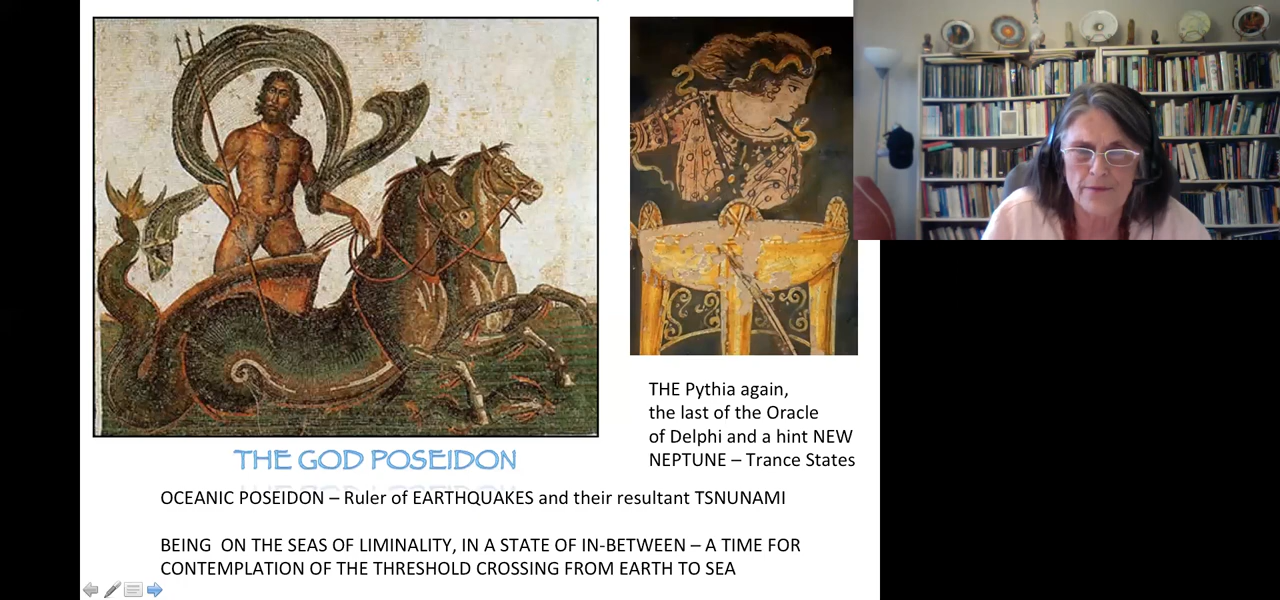 THE GOD POSEIDON
THE Pythia again,
the last of the Oracle
of Delphi and a hint NEW
NEPTUNE – Trance States
OCEANIC POSEIDON – Ruler of EARTHQUAKES and their resultant TSNUNAMI
BEING  ON THE SEAS OF LIMINALITY, IN A STATE OF IN-BETWEEN – A TIME FOR
CONTEMPLATION OF THE THRESHOLD CROSSING FROM EARTH TO SEA